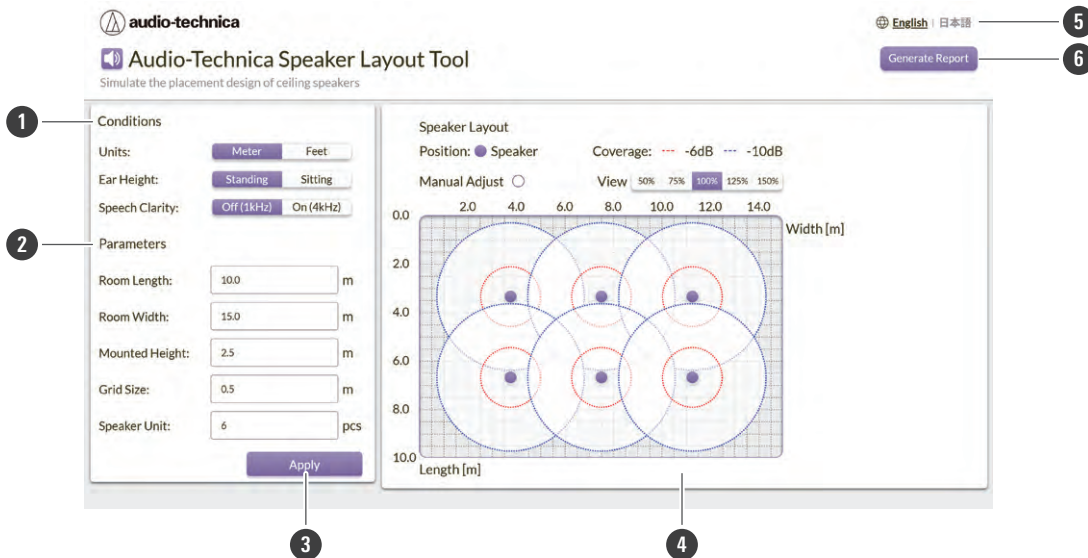 audio-technica
English | 日本語
5
Audio-Technica Speaker Layout Tool
Generate Report
6
Simulate the placement design of ceiling speakers
1
Conditions
Units: Meter Feet
Ear Height: Standing Sitting
Speech Clarity: Off (1kHz) On (4kHz)
2
Parameters
Room Length: 10.0 m
Room Width: 15.0 m
Mounted Height: 2.5 m
Grid Size: 0.5 m
Speaker Unit: 6 pcs
Apply
3
Speaker Layout
Position: Speaker Coverage: --- -6dB --- -10dB
Manual Adjust View 50% 75% 100% 125% 150%
2.0 4.0 6.0 8.0 10.0 12.0 14.0
0.0
Width [m]
2.0
4.0
6.0
8.0
10.0
Length [m]
4